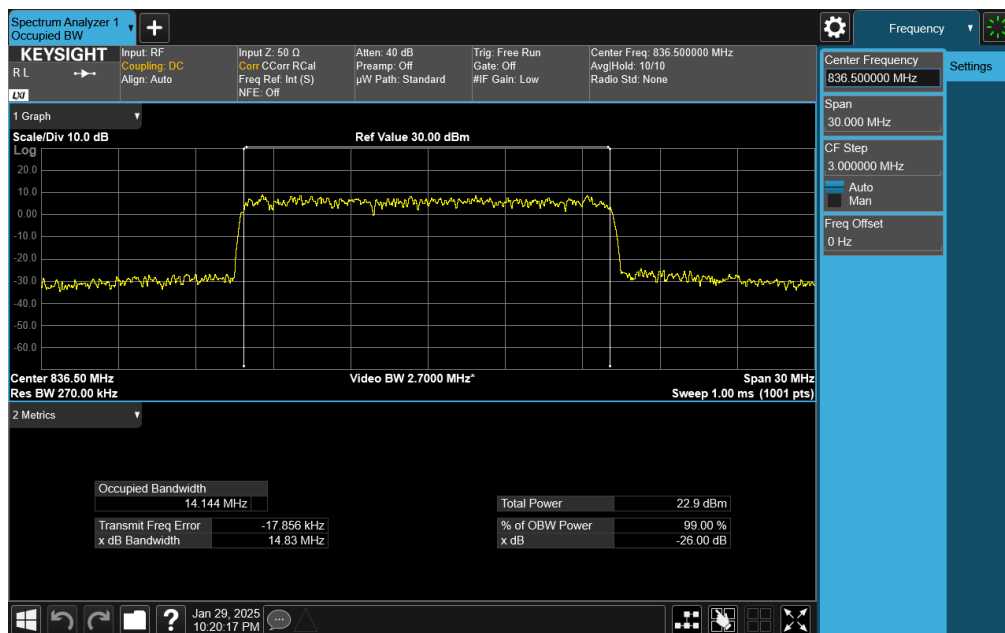 Spectrum Analyzer 1
Occupied BW
Frequency
KEYSIGHT
R L
LXI
Input: RF
Coupling: DC
Align: Auto
Input Z: 50 Ω
Corr CCorr RCal
Freq Ref: Int (S)
NFE: Off
Atten: 40 dB
Preamp: Off
µW Path: Standard
Trig: Free Run
Gate: Off
#IF Gain: Low
Center Freq: 836.500000 MHz
Avg|Hold: 10/10
Radio Std: None
Center Frequency
836.500000 MHz
Settings
Span
30.000 MHz
CF Step
3.000000 MHz
Auto
Man
Freq Offset
0 Hz
1 Graph
Scale/Div 10.0 dB
Ref Value 30.00 dBm
Log
20.0
10.0
0.00
-10.0
-20.0
-30.0
-40.0
-50.0
-60.0
Center 836.50 MHz
Video BW 2.7000 MHz*
Span 30 MHz
Res BW 270.00 kHz
Sweep 1.00 ms (1001 pts)
2 Metrics
Occupied Bandwidth
14.144 MHz
Transmit Freq Error -17.856 kHz
x dB Bandwidth 14.83 MHz
Total Power 22.9 dBm
% of OBW Power 99.00 %
x dB -26.00 dB
?
Jan 29, 2025
10:20:17 PM